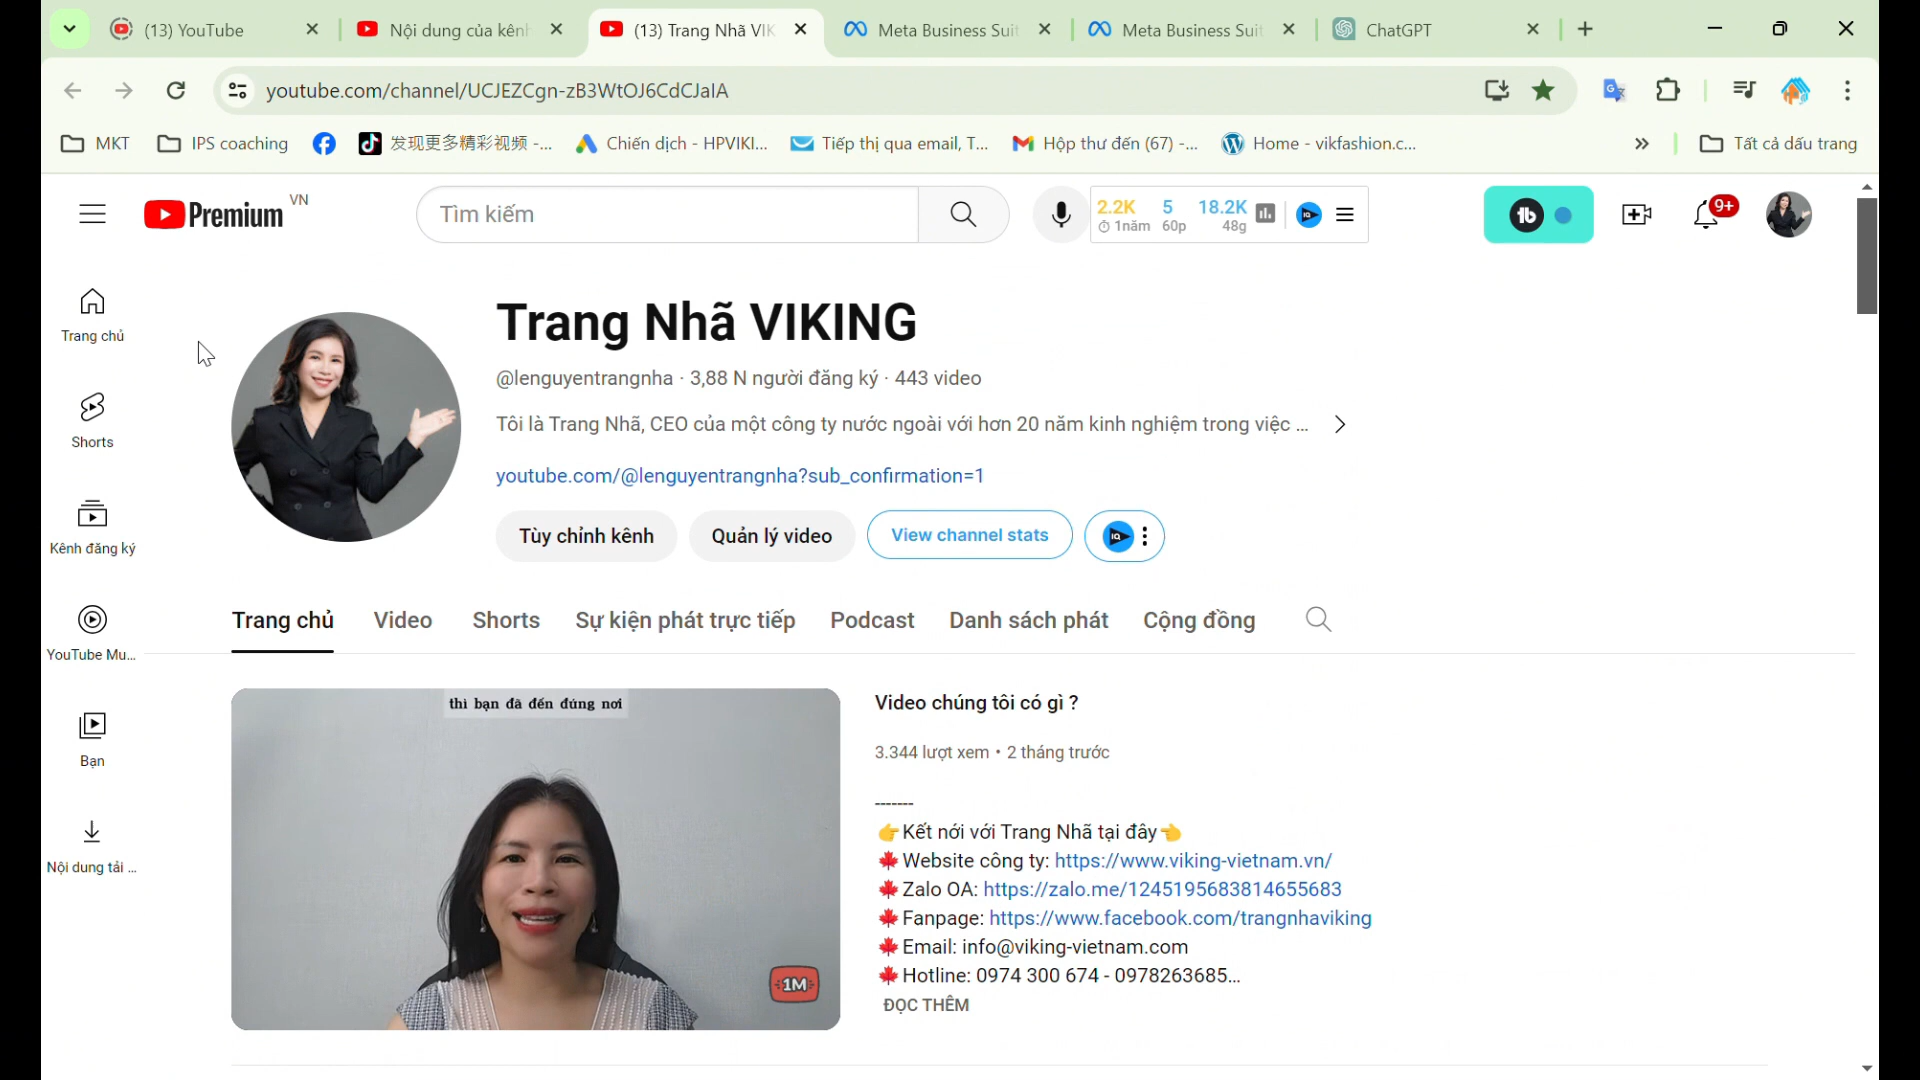 (13) YouTube
Nội dung của kênh
(13) Trang Nhã VIK
Meta Business Suit
Meta Business Suit
ChatGPT
youtube.com/channel/UCJEZCgn-zB3WtOJ6CdCJaIA
MKT
IPS coaching
发现更多精彩视频 -...
Chiến dịch - HPVIKI...
Tiếp thị qua email, T...
Hộp thư đến (67) -...
Home - vikfashion.c...
Tất cả dấu trang
Premium VN
Tìm kiếm
2.2K 5 18.2K
1năm 60p 48g
9+
Trang Nhã VIKING
@lenguyentrangnha · 3,88 N người đăng ký · 443 video
Tôi là Trang Nhã, CEO của một công ty nước ngoài với hơn 20 năm kinh nghiệm trong việc ...
youtube.com/@lenguyentrangnha?sub_confirmation=1
Tùy chỉnh kênh
Quản lý video
View channel stats
IQ
Trang chủ
Shorts
Kênh đăng ký
YouTube Mu...
Bạn
Nội dung tải ...
Trang chủ
Video
Shorts
Sự kiện phát trực tiếp
Podcast
Danh sách phát
Cộng đồng
thì bạn đã đến đúng nơi
1M
Video chúng tôi có gì ?
3.344 lượt xem • 2 tháng trước
-------
👉Kết nối với Trang Nhã tại đây👈
🍁Website công ty: https://www.viking-vietnam.vn/
🍁Zalo OA: https://zalo.me/1245195683814655683
🍁Fanpage: https://www.facebook.com/trangnhaviking
🍁Email: info@viking-vietnam.com
🍁Hotline: 0974 300 674 - 0978263685...
ĐỌC THÊM